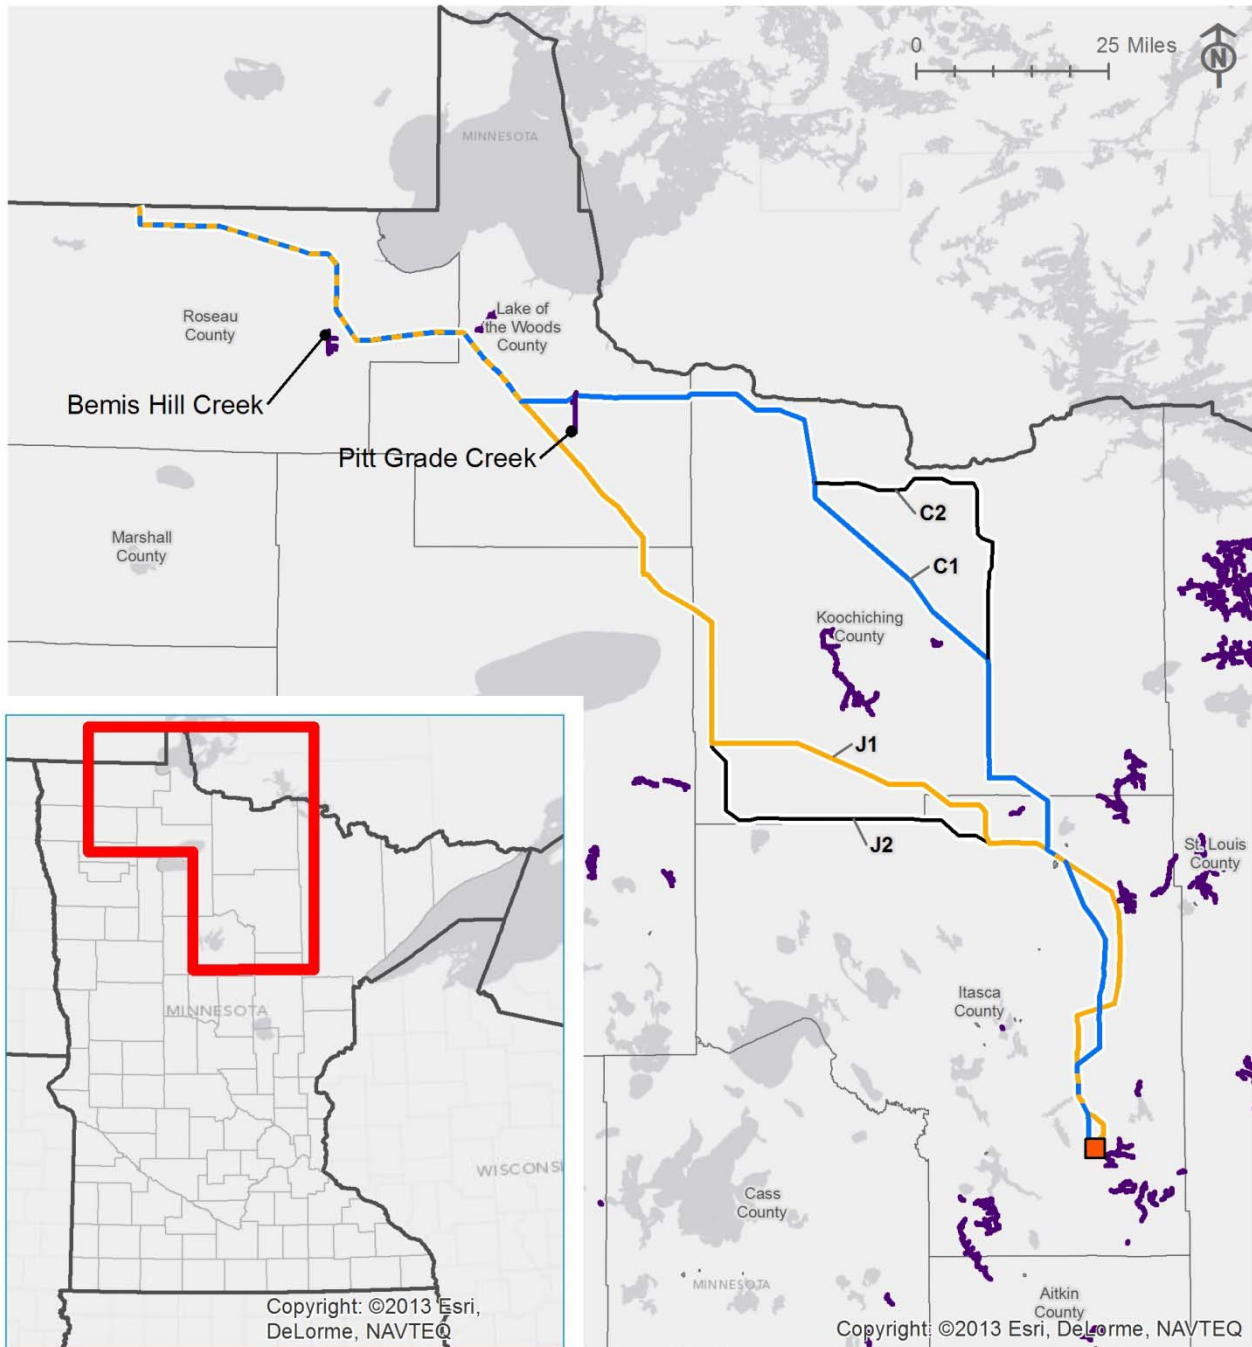 0 25 Miles
N
MINNESOTA
Roseau
County
Lake of
the Woods
County
Bemis Hill Creek
Pitt Grade Creek
C2
Marshall
County
C1
Koochiching
County
J1
J2
St. Louis
County
Itasca
County
MINNESOTA
WISCONSI
Cass
County
MINNESOTA
Aitkin
County
Copyright: ©2013 Esri,
DeLorme, NAVTEQ
Copyright: ©2013 Esri, DeLorme, NAVTEQ